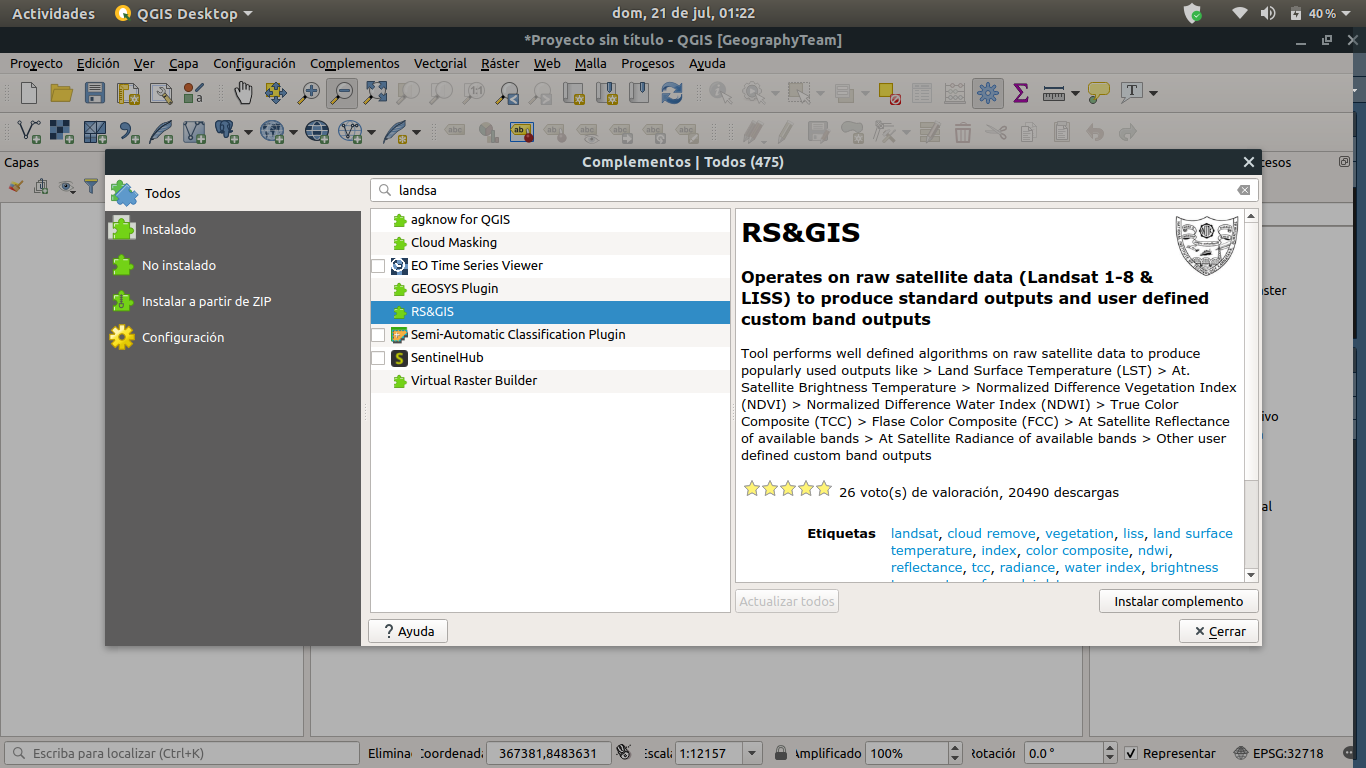 Actividades
QGIS Desktop
dom, 21 de jul, 01:22
40 %
*Proyecto sin título - QGIS [GeographyTeam]
Proyecto Edición Ver Capa Configuración Complementos Vectorial Ráster Web Malla Procesos Ayuda
Capas
Complementos | Todos (475)
Todos
Instalado
No instalado
Instalar a partir de ZIP
Configuración
landsa
agknow for QGIS
Cloud Masking
EO Time Series Viewer
GEOSYS Plugin
RS&GIS
Semi-Automatic Classification Plugin
SentinelHub
Virtual Raster Builder
RS&GIS
Operates on raw satellite data (Landsat 1-8 &
LISS) to produce standard outputs and user defined
custom band outputs
Tool performs well defined algorithms on raw satellite data to produce
popularly used outputs like > Land Surface Temperature (LST) > At.
Satellite Brightness Temperature > Normalized Difference Vegetation Index
(NDVI) > Normalized Difference Water Index (NDWI) > True Color
Composite (TCC) > Flase Color Composite (FCC) > At Satellite Reflectance
of available bands > At Satellite Radiance of available bands > Other user
defined custom band outputs
26 voto(s) de valoración, 20490 descargas
Etiquetas landsat, cloud remove, vegetation, liss, land surface
temperature, index, color composite, ndwi,
reflectance, tcc, radiance, water index, brightness
Actualizar todos
Instalar complemento
Ayuda
Cerrar
Escriba para localizar (Ctrl+K)
Elimina
Coordenada
367381,8483631
Escala
1:12157
Amplificado
100%
Rotación
0.0 °
Representar
EPSG:32718